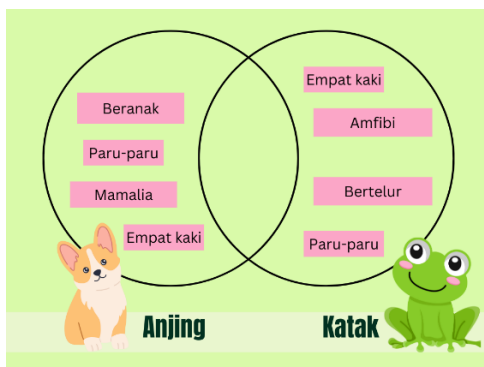 Beranak
Paru-paru
Mamalia
Empat kaki
Empat kaki
Amfibi
Bertelur
Paru-paru
Anjing
Katak